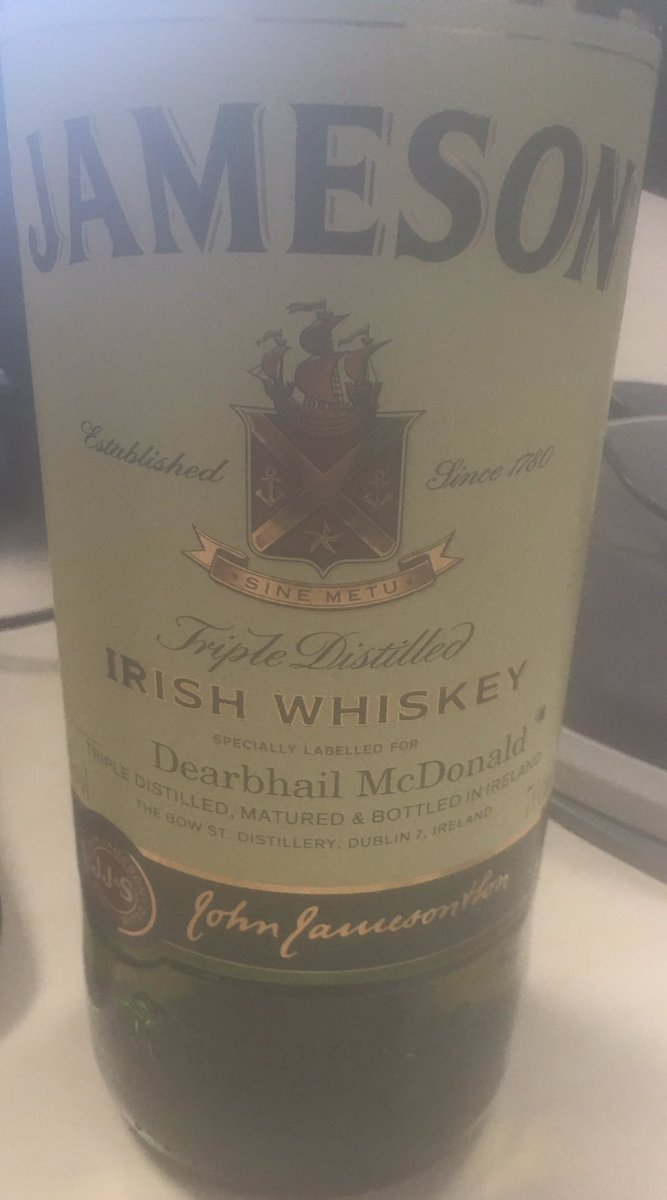 JAMESON
Established Since 1780
SINE METU
Triple Distilled
IRISH WHISKEY
SPECIALLY LABELLED FOR
Dearbhail McDonald
TRIPLE DISTILLED, MATURED & BOTTLED IN IRELAND
THE BOW ST. DISTILLERY, DUBLIN 7, IRELAND
JJ&S
John Jameson & Son